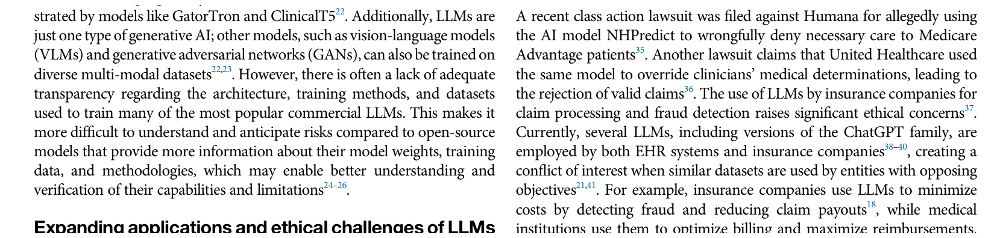 strated by models like GatorTron and ClinicalT5²². Additionally, LLMs are
just one type of generative AI; other models, such as vision-language models
(VLMs) and generative adversarial networks (GANs), can also be trained on
diverse multi-modal datasets²²,²³. However, there is often a lack of adequate
transparency regarding the architecture, training methods, and datasets
used to train many of the most popular commercial LLMs. This makes it
more difficult to understand and anticipate risks compared to open-source
models that provide more information about their model weights, training
data, and methodologies, which may enable better understanding and
verification of their capabilities and limitations²⁴–²⁶.
Expanding applications and ethical challenges of LLMs
A recent class action lawsuit was filed against Humana for allegedly using
the AI model NHPredict to wrongfully deny necessary care to Medicare
Advantage patients³⁵. Another lawsuit claims that United Healthcare used
the same model to override clinicians’ medical determinations, leading to
the rejection of valid claims³⁶. The use of LLMs by insurance companies for
claim processing and fraud detection raises significant ethical concerns³⁷.
Currently, several LLMs, including versions of the ChatGPT family, are
employed by both EHR systems and insurance companies³⁸–⁴⁰, creating a
conflict of interest when similar datasets are used by entities with opposing
objectives²¹,⁴¹. For example, insurance companies use LLMs to minimize
costs by detecting fraud and reducing claim payouts¹⁸, while medical
institutions use them to optimize billing and maximize reimbursements.